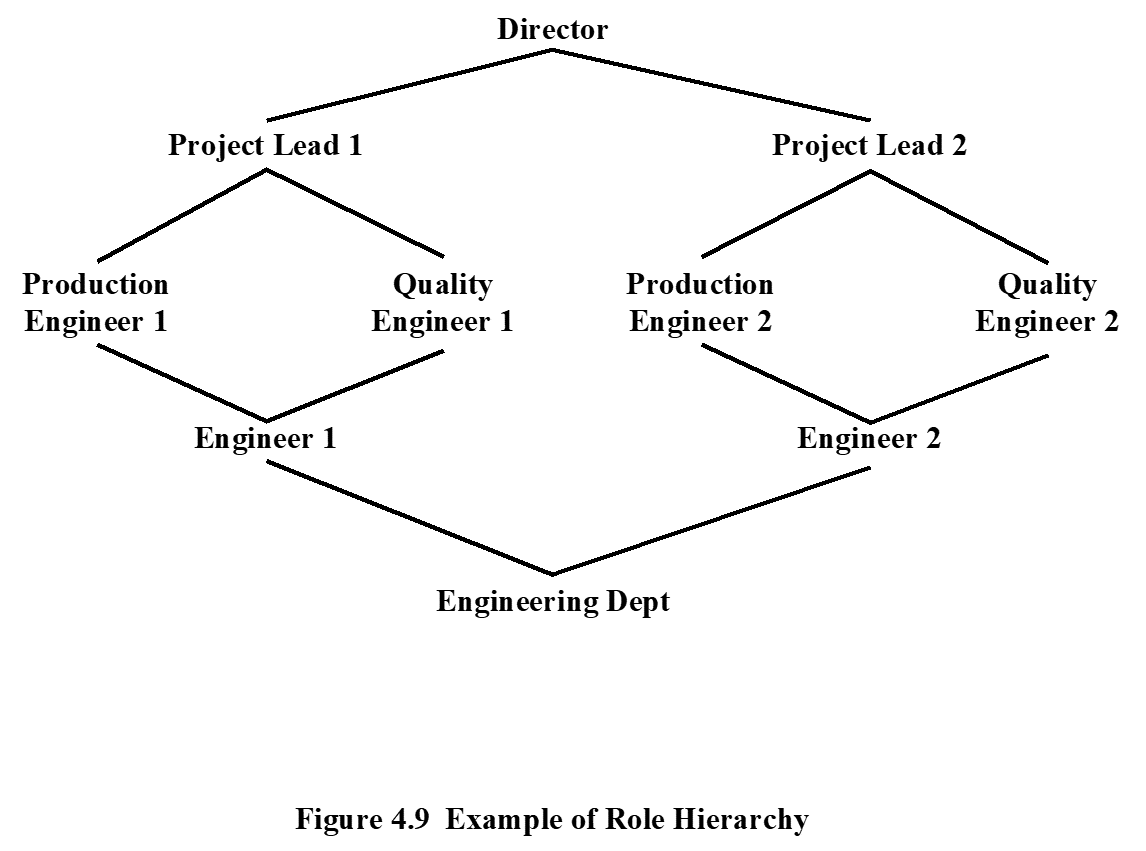 Director
Project Lead 1
Project Lead 2
Production
Engineer 1
Quality
Engineer 1
Production
Engineer 2
Quality
Engineer 2
Engineer 1
Engineer 2
Engineering Dept
Figure 4.9 Example of Role Hierarchy